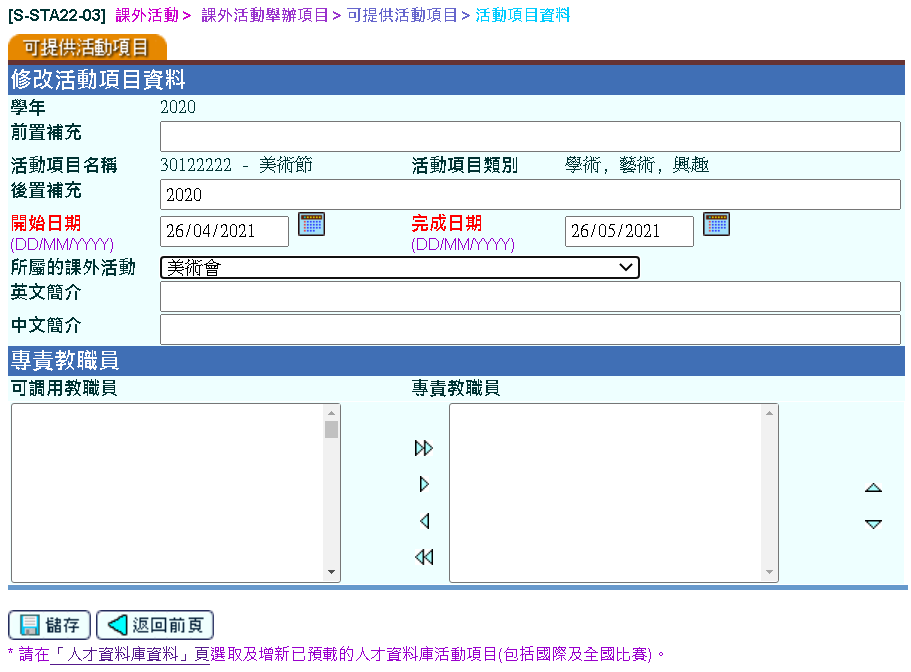 [S-STA22-03] 課外活動 > 課外活動舉辦項目 > 可提供活動項目 > 活動項目資料
可提供活動項目
修改活動項目資料
學年 2020
前置補充
活動項目名稱 30122222 - 美術節 活動項目類別 學術, 藝術, 興趣
後置補充 2020
開始日期 26/04/2021 完成日期 26/05/2021
(DD/MM/YYYY) (DD/MM/YYYY)
所屬的課外活動 美術會
英文簡介
中文簡介
專責教職員
可調用教職員 專責教職員
儲存 返回前頁
* 請在「人才資料庫資料」頁選取及增新已預載的人才資料庫活動項目(包括國際及全國比賽)。